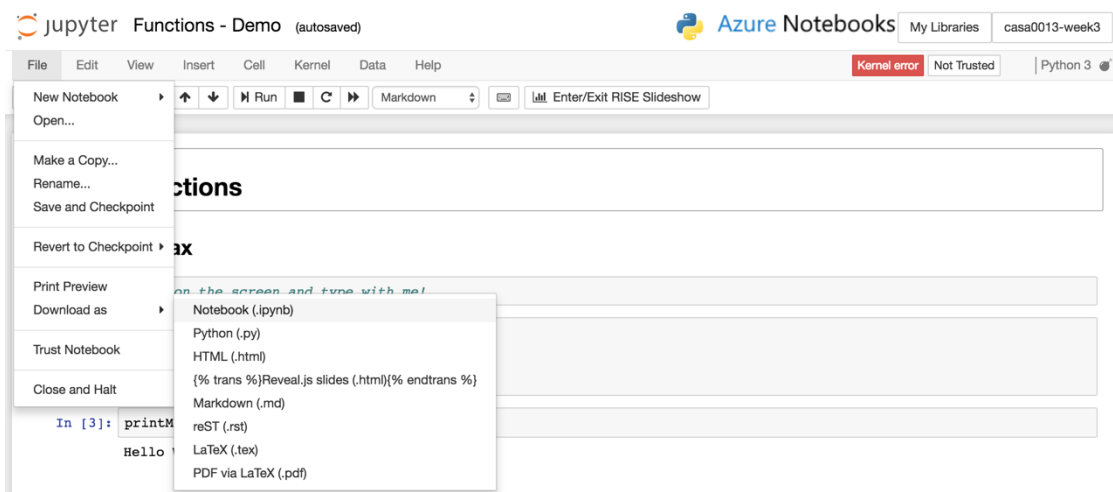 jupyter Functions - Demo (autosaved) Azure Notebooks My Libraries casa0013-week3
File Edit View Insert Cell Kernel Data Help Kernel error Not Trusted Python 3
New Notebook Run Markdown Enter/Exit RISE Slideshow
Open...
Make a Copy...
Rename...
ctions
Save and Checkpoint
Revert to Checkpoint ax
Print Preview
on the screen and type with me!
Download as Notebook (.ipynb)
Python (.py)
Trust Notebook
HTML (.html)
{% trans %}Reveal.js slides (.html){% endtrans %}
Close and Halt
Markdown (.md)
In [3]: printM
reST (.rst)
Hello
LaTeX (.tex)
PDF via LaTeX (.pdf)